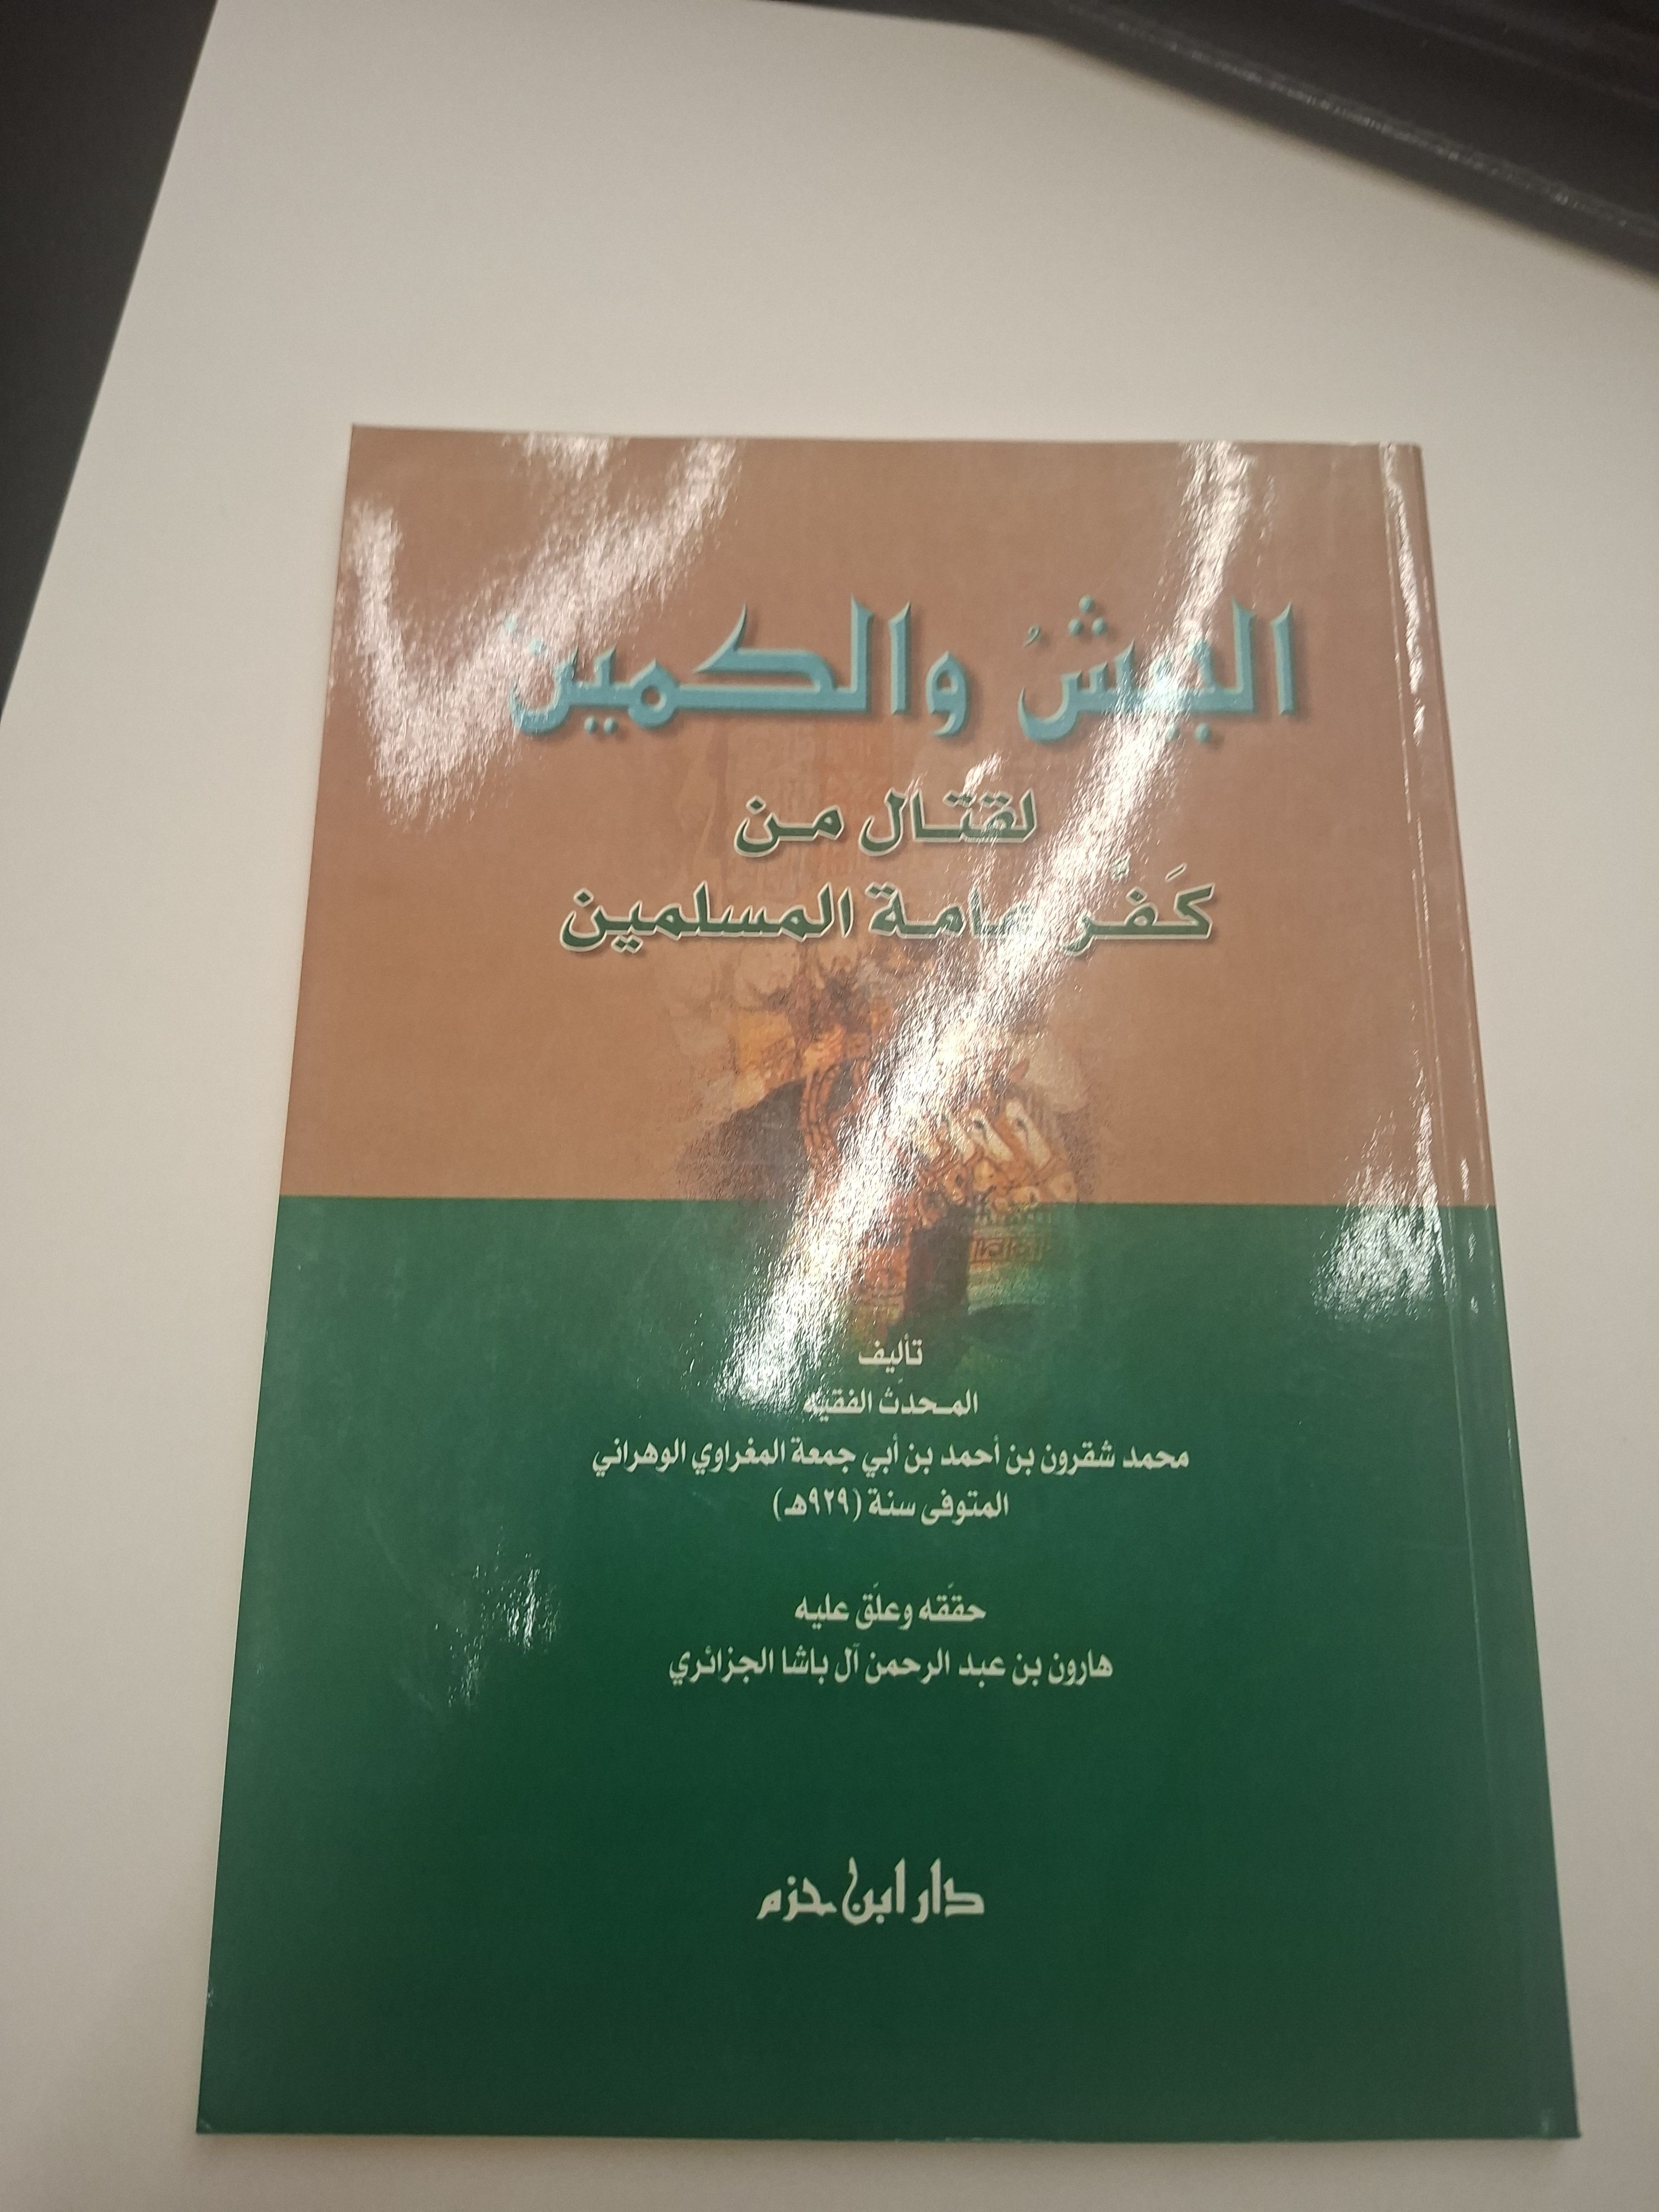 الجيشُ والكمين
لقتال من
كَفَّر عامة المسلمين
تأليف
المحدث الفقيه
محمد شقرون بن أحمد بن أبي جمعة المغراوي الوهراني
المتوفى سنة (٩٢٩هـ)
حققه وعلق عليه
هارون بن عبد الرحمن آل باشا الجزائري
دار ابن حزم